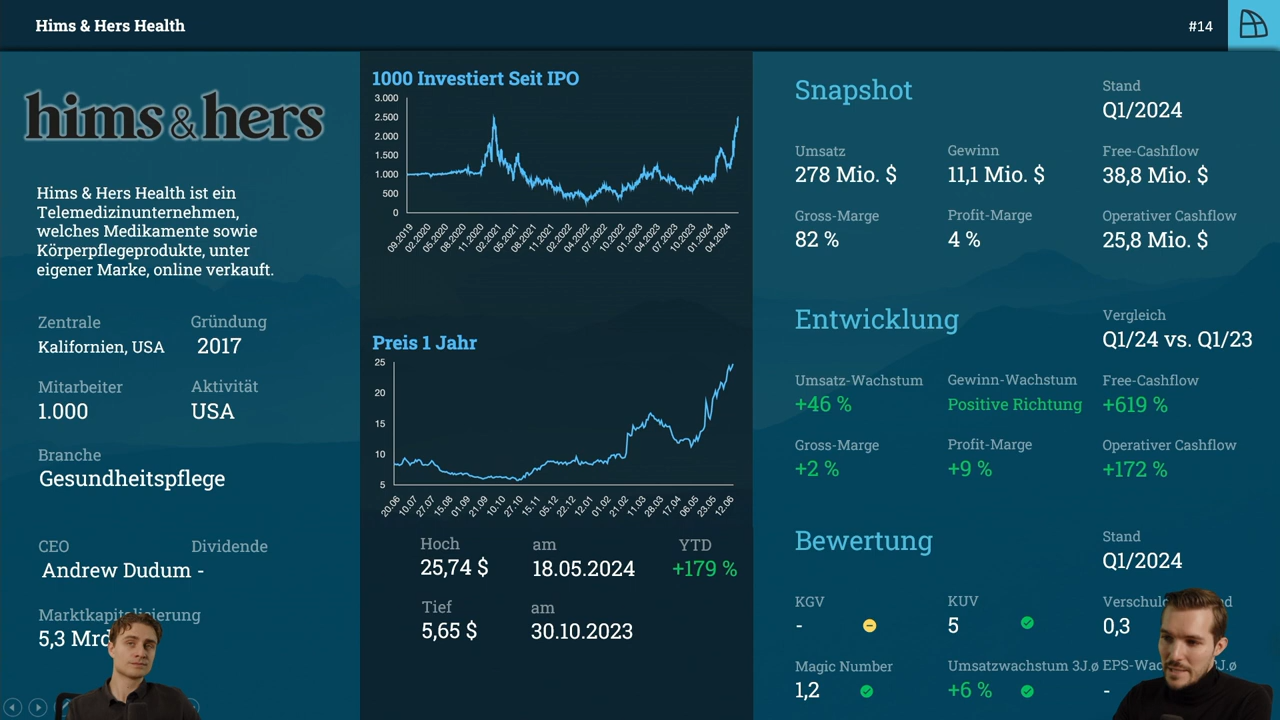 Hims & Hers Health
#14
hims & hers
Hims & Hers Health ist ein
Telemedizinunternehmen,
welches Medikamente sowie
Körperpflegeprodukte, unter
eigener Marke, online verkauft.
Zentrale
Gründung
Kalifornien, USA
2017
Mitarbeiter
Aktivität
1.000
USA
Branche
Gesundheitspflege
CEO
Dividende
Andrew Dudum
-
Marktkapitalisierung
5,3 Mrd
1000 Investiert Seit IPO
3.000
2.500
2.000
1.500
1.000
500
0
09.2019
02.2020
05.2020
08.2020
11.2020
02.2021
05.2021
08.2021
11.2021
02.2022
04.2022
07.2022
10.2022
01.2023
04.2023
07.2023
10.2023
01.2024
04.2024
Preis 1 Jahr
25
20
15
10
5
20.06
10.07
27.07
15.08
01.09
21.09
10.10
27.10
15.11
05.12
22.12
12.01
01.02
21.02
11.03
28.03
17.04
06.05
23.05
12.06
Hoch
am
YTD
25,74 $
18.05.2024
+179 %
Tief
am
5,65 $
30.10.2023
Snapshot
Stand
Q1/2024
Umsatz
Gewinn
Free-Cashflow
278 Mio. $
11,1 Mio. $
38,8 Mio. $
Gross-Marge
Profit-Marge
Operativer Cashflow
82 %
4 %
25,8 Mio. $
Entwicklung
Vergleich
Q1/24 vs. Q1/23
Umsatz-Wachstum
Gewinn-Wachstum
Free-Cashflow
+46 %
Positive Richtung
+619 %
Gross-Marge
Profit-Marge
Operativer Cashflow
+2 %
+9 %
+172 %
Bewertung
Stand
Q1/2024
KGV
KUV
-
5
0,3
Magic Number
Umsatzwachstum 3J.ø
1,2
+6 %
-